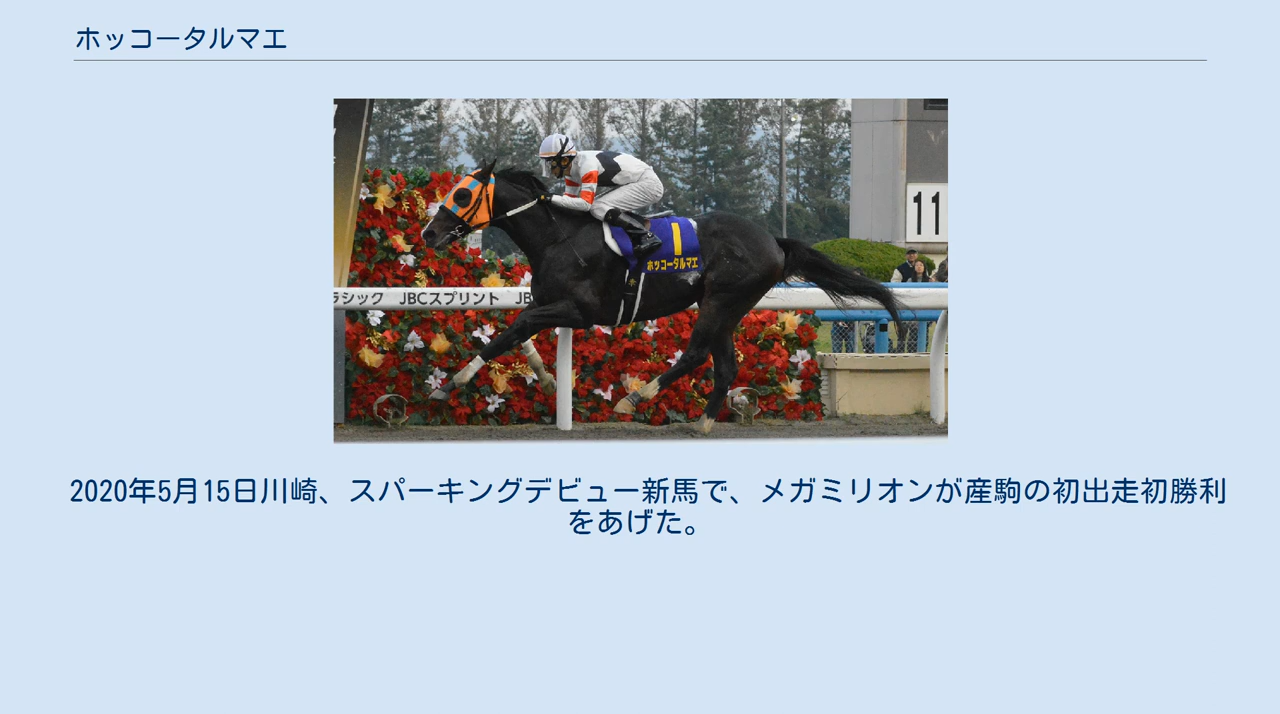 ホッコータルマエ
11
ホッコータルマエ
ラシック JBCスプリント JB
2020年5月15日川崎、スパーキングデビュー新馬で、メガミリオンが産駒の初出走初勝利
をあげた。